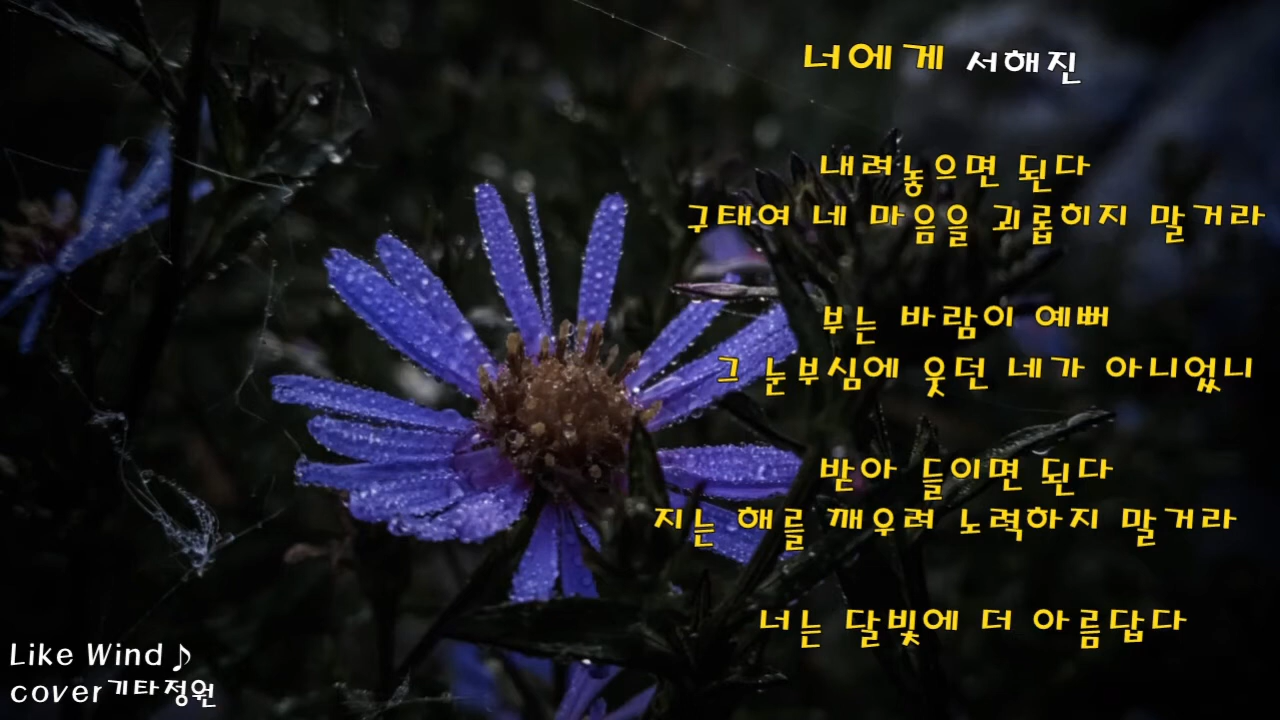 너에게 서해진
내려놓으면 된다
구태여 네 마음을 괴롭히지 말거라
부는 바람이 예뻐
그 눈부심에 웃던 네가 아니었니
받아 들이면 된다
지는 해를 깨우려 노력하지 말거라
너는 달빛에 더 아름답다
Like Wind♪
cover기타정원